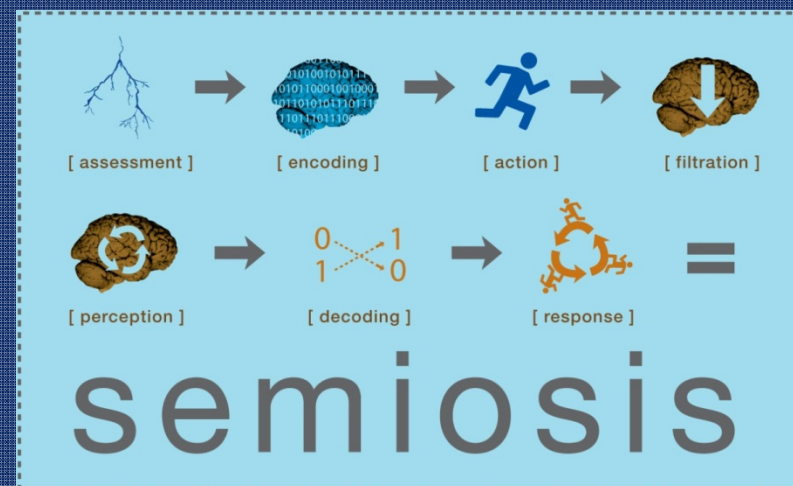 [ assessment ] [ encoding ] [ action ] [ filtration ]
0 1
1 0
[ perception ] [ decoding ] [ response ]
=
semiosis